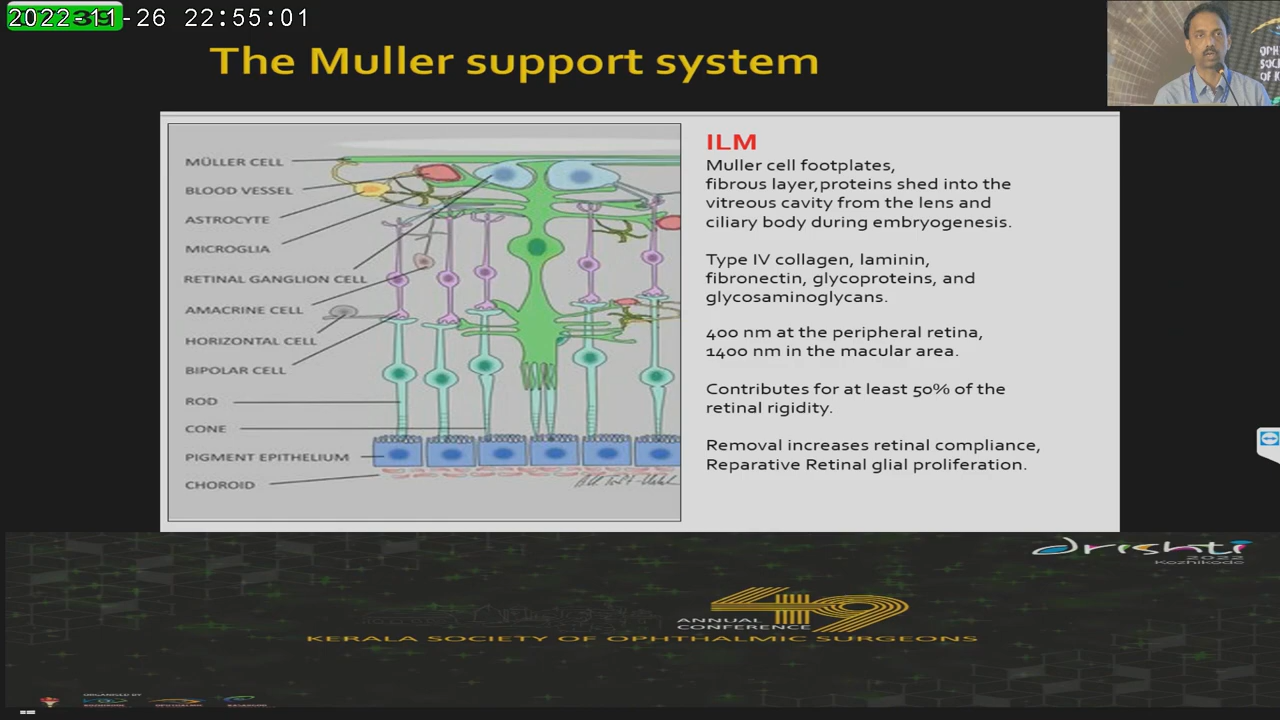 2022-11-26 22:55:01
The Muller support system
MÜLLER CELL
BLOOD VESSEL
ASTROCYTE
MICROGLIA
RETINAL GANGLION CELL
AMACRINE CELL
HORIZONTAL CELL
BIPOLAR CELL
ROD
CONE
PIGMENT EPITHELIUM
CHOROID
ILM
Muller cell footplates,
fibrous layer,proteins shed into the
vitreous cavity from the lens and
ciliary body during embryogenesis.
Type IV collagen, laminin,
fibronectin, glycoproteins, and
glycosaminoglycans.
400 nm at the peripheral retina,
1400 nm in the macular area.
Contributes for at least 50% of the
retinal rigidity.
Removal increases retinal compliance,
Reparative Retinal glial proliferation.
drishti
2022
Kozhikode
49
ANNUAL
CONFERENCE
KERALA SOCIETY OF OPHTHALMIC SURGEONS
ORGANISED BY